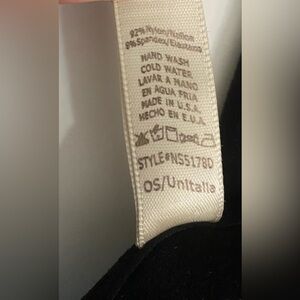 92% Nylon/Nailon
8% Spandex/Elastano
HAND WASH
COLD WATER
LAVAR A MANO
EN AGUA FRIA
MADE IN U.S.A.
HECHO EN E.U.A.
STYLE#NS5178D
OS/Unitalla